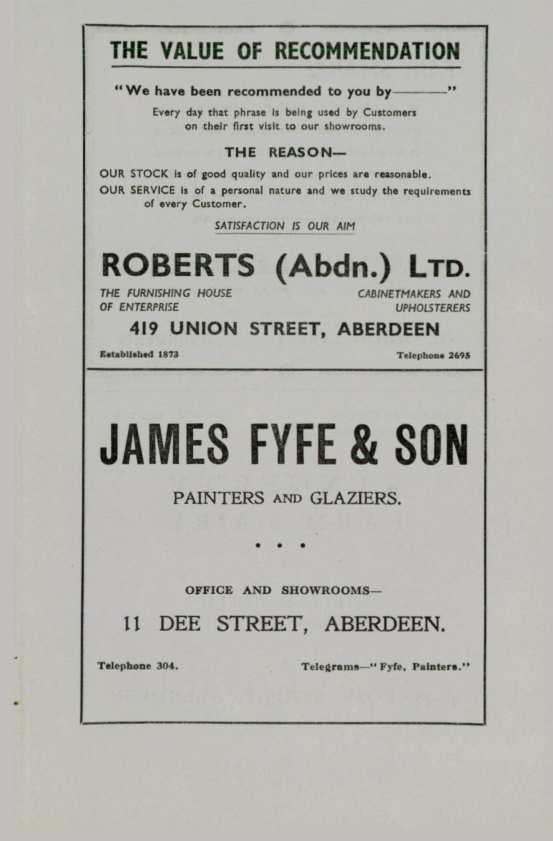 THE VALUE OF RECOMMENDATION
"We have been recommended to you by———"
Every day that phrase is being used by Customers
on their first visit to our showrooms.
THE REASON—
OUR STOCK is of good quality and our prices are reasonable.
OUR SERVICE is of a personal nature and we study the requirements
of every Customer.
SATISFACTION IS OUR AIM
ROBERTS (Abdn.) LTD.
THE FURNISHING HOUSE CABINETMAKERS AND
OF ENTERPRISE UPHOLSTERERS
419 UNION STREET, ABERDEEN
Established 1873 Telephone 2695
JAMES FYFE & SON
PAINTERS AND GLAZIERS.
. . .
OFFICE AND SHOWROOMS—
11 DEE STREET, ABERDEEN.
Telephone 304. Telegrams—"Fyfe, Painters."